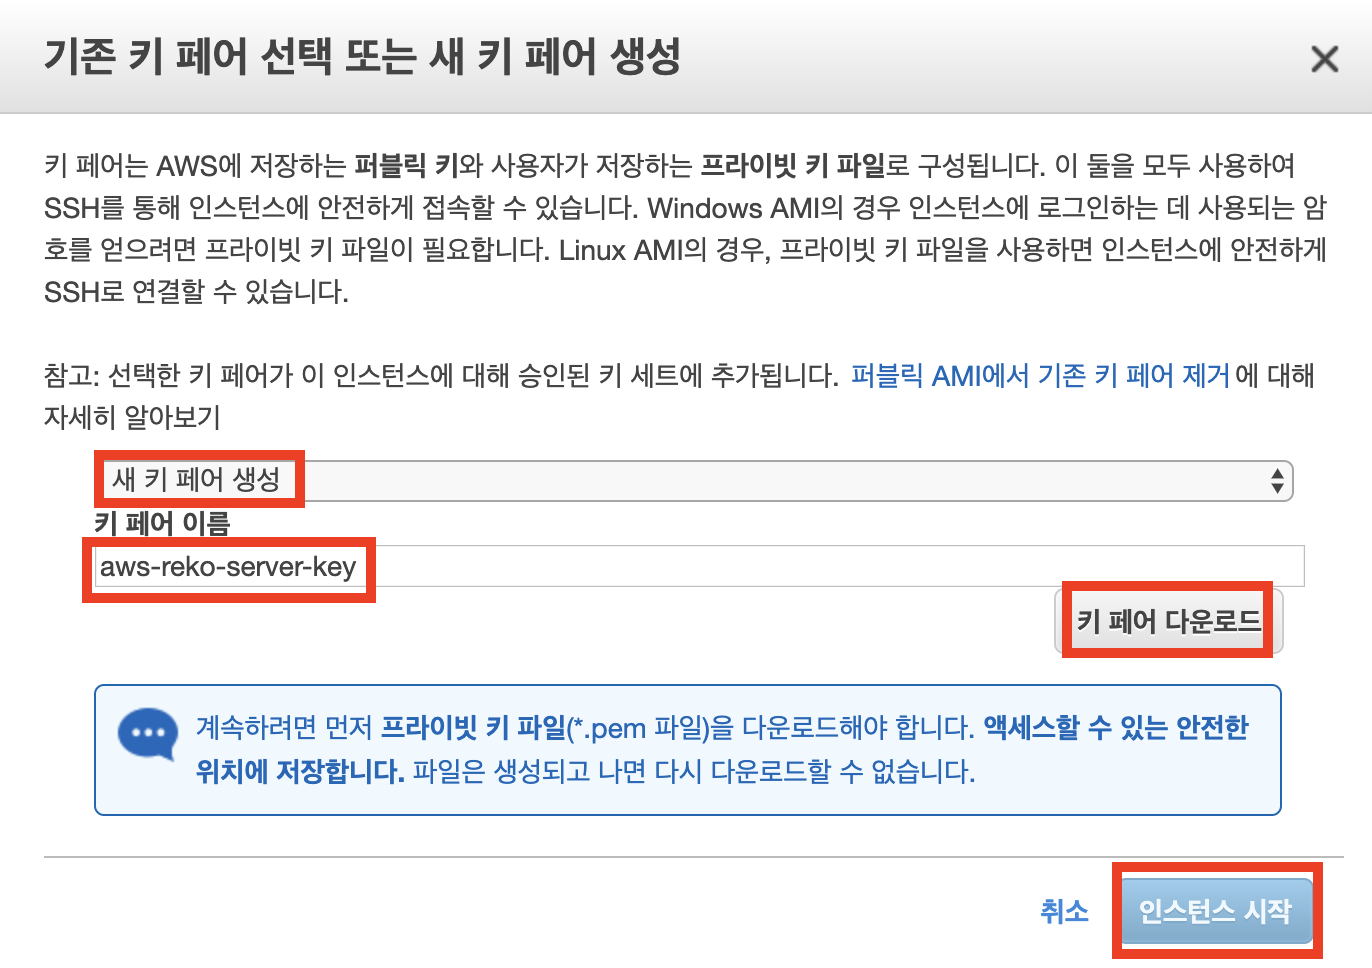 기존 키 페어 선택 또는 새 키 페어 생성
키 페어는 AWS에 저장하는 퍼블릭 키와 사용자가 저장하는 프라이빗 키 파일로 구성됩니다. 이 둘을 모두 사용하여
SSH를 통해 인스턴스에 안전하게 접속할 수 있습니다. Windows AMI의 경우 인스턴스에 로그인하는 데 사용되는 암
호를 얻으려면 프라이빗 키 파일이 필요합니다. Linux AMI의 경우, 프라이빗 키 파일을 사용하면 인스턴스에 안전하게
SSH로 연결할 수 있습니다.
참고: 선택한 키 페어가 이 인스턴스에 대해 승인된 키 세트에 추가됩니다. 퍼블릭 AMI에서 기존 키 페어 제거에 대해
자세히 알아보기
새 키 페어 생성
키 페어 이름
aws-reko-server-key
키 페어 다운로드
계속하려면 먼저 프라이빗 키 파일(*.pem 파일)을 다운로드해야 합니다. 액세스할 수 있는 안전한
위치에 저장합니다. 파일은 생성되고 나면 다시 다운로드할 수 없습니다.
취소 인스턴스 시작